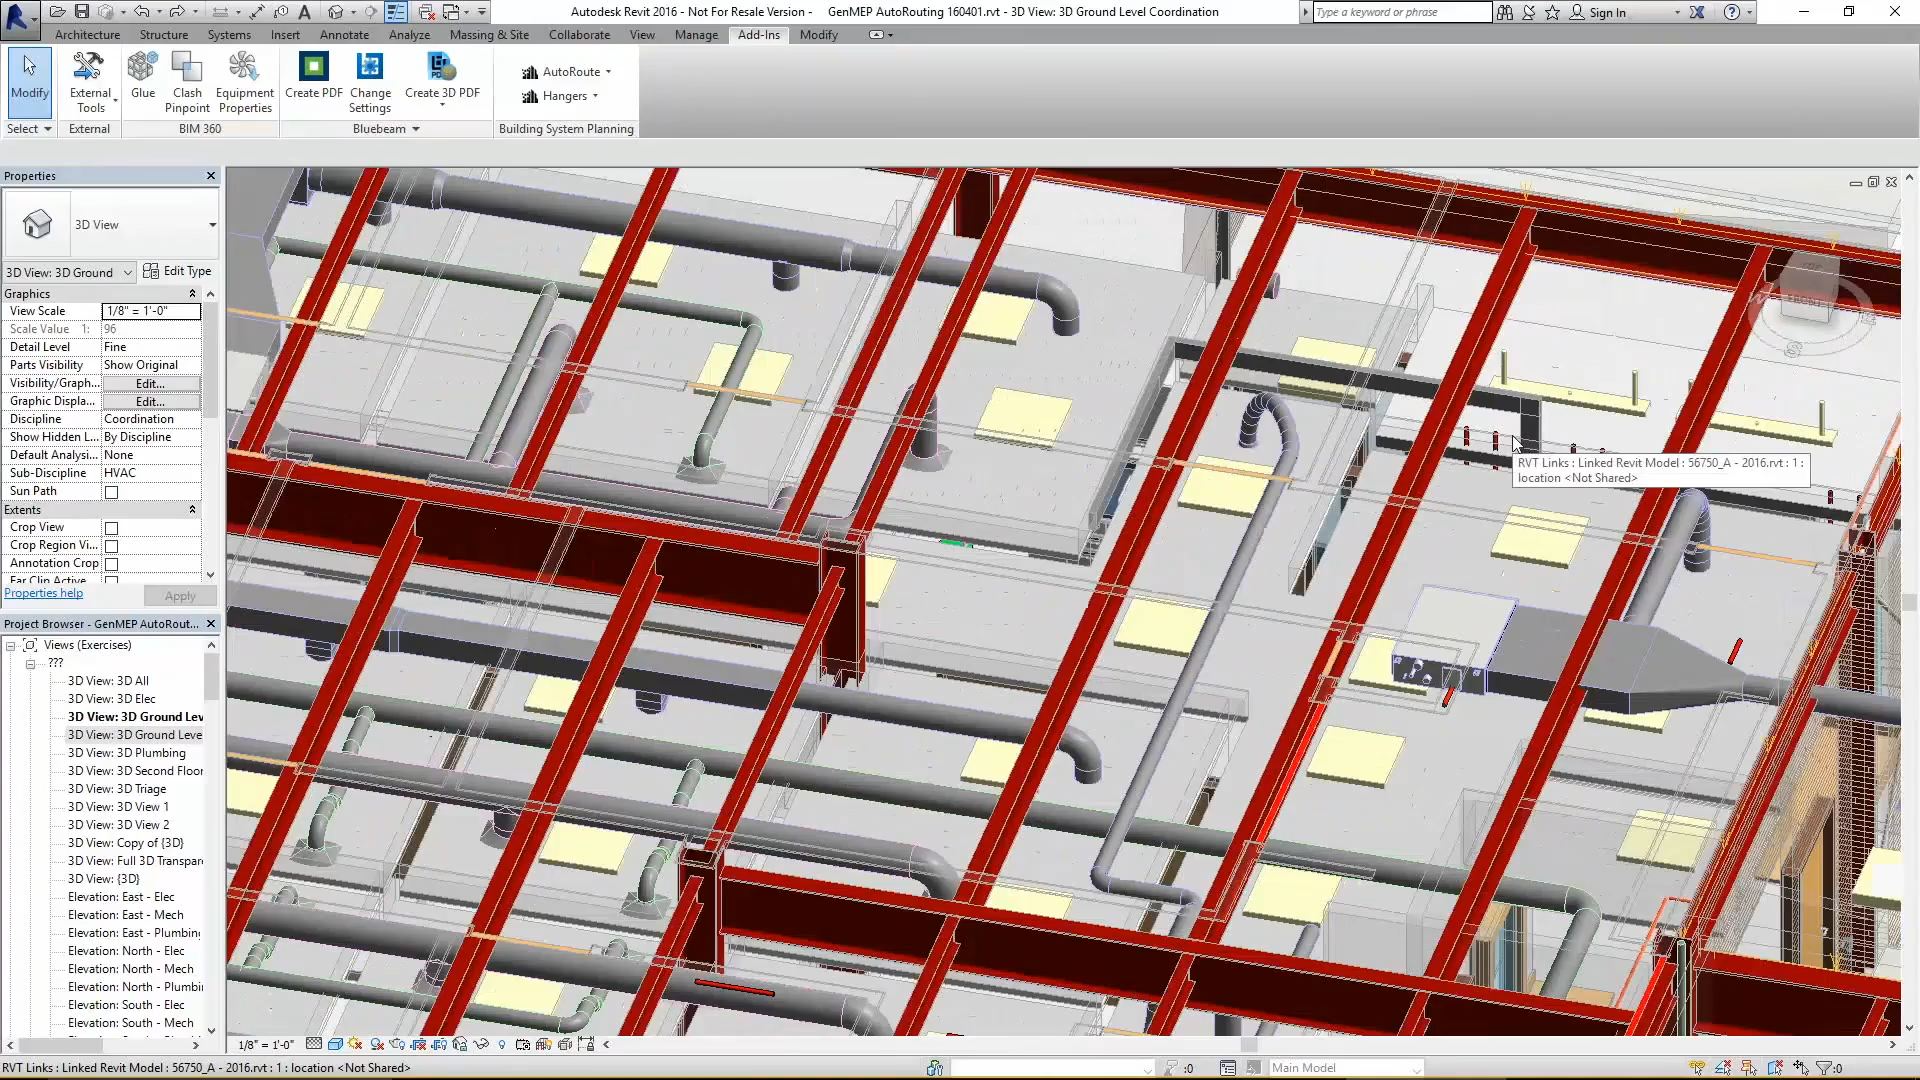 Autodesk Revit 2016 - Not For Resale Version - GenMEP AutoRouting 160401.rvt - 3D View: 3D Ground Level Coordination
Type a keyword or phrase
Sign In
Architecture Structure Systems Insert Annotate Analyze Massing & Site Collaborate View Manage Add-Ins Modify
Modify
External Tools
Glue
Clash Pinpoint
Equipment Properties
Create PDF
Change Settings
Create 3D PDF
AutoRoute
Hangers
Select External BIM 360 Bluebeam Building System Planning
Properties
3D View
3D View: 3D Ground
Edit Type
Graphics
View Scale 1/8" = 1'-0"
Scale Value 1: 96
Detail Level Fine
Parts Visibility Show Original
Visibility/Graph... Edit...
Graphic Displa... Edit...
Discipline Coordination
Show Hidden L... By Discipline
Default Analysi... None
Sub-Discipline HVAC
Sun Path
Extents
Crop View
Crop Region Vi...
Annotation Crop
Far Clip Active
Properties help
Apply
Project Browser - GenMEP AutoRout...
Views (Exercises)
???
3D View: 3D All
3D View: 3D Elec
3D View: 3D Ground Lev
3D View: 3D Ground Leve
3D View: 3D Plumbing
3D View: 3D Second Floor
3D View: 3D Triage
3D View: 3D View 1
3D View: 3D View 2
3D View: Copy of {3D}
3D View: Full 3D Transpare
3D View: {3D}
Elevation: East - Elec
Elevation: East - Mech
Elevation: East - Plumbing
Elevation: North - Elec
Elevation: North - Mech
Elevation: North - Plumbi
Elevation: South - Elec
Elevation: South - Mech
RVT Links : Linked Revit Model : 56750_A - 2016.rvt : 1 :
location <Not Shared>
1/8" = 1'-0"
RVT Links : Linked Revit Model : 56750_A - 2016.rvt : 1 : location <Not Shared>
:0
Main Model
:0